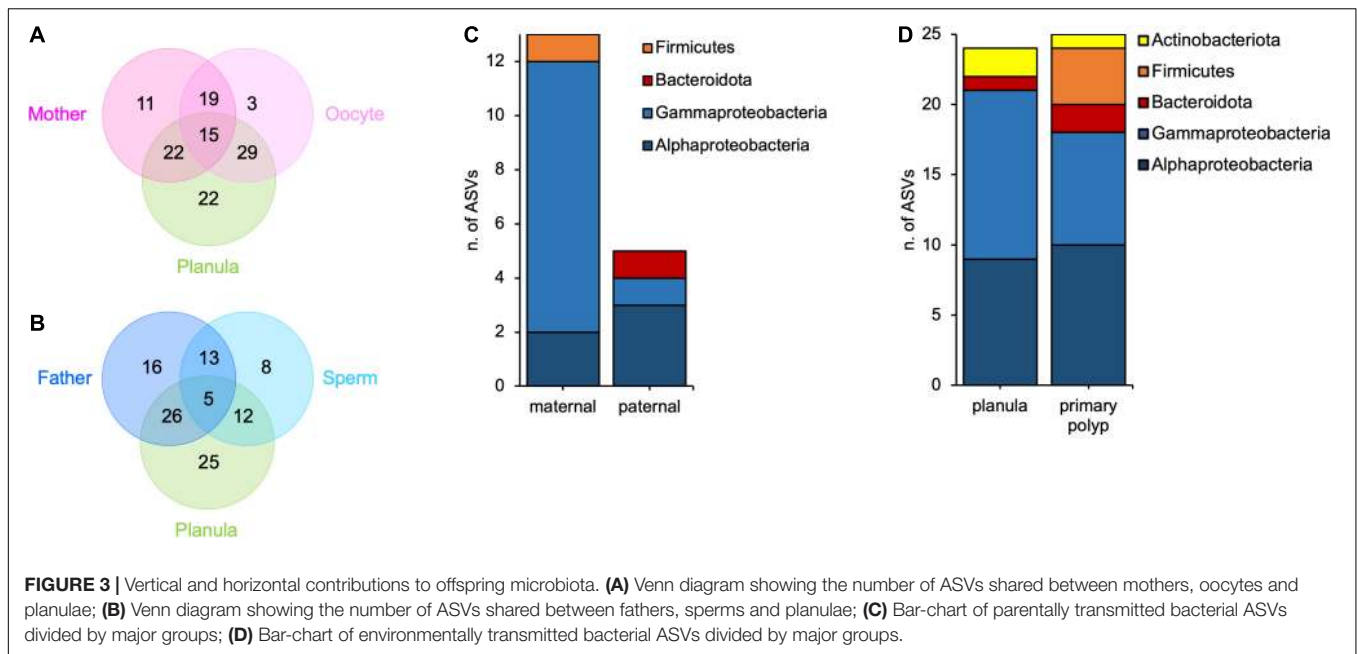 A
Mother
11
19
3
Oocyte
15
22
29
22
Planula
B
Father
16
13
8
Sperm
5
26
12
25
Planula
C
n. of ASVs
12
10
8
6
4
2
0
maternal
paternal
Firmicutes
Bacteroidota
Gammaproteobacteria
Alphaproteobacteria
D
n. of ASVs
25
20
15
10
5
0
planula
primary
polyp
Actinobacteriota
Firmicutes
Bacteroidota
Gammaproteobacteria
Alphaproteobacteria
FIGURE 3 | Vertical and horizontal contributions to offspring microbiota. (A) Venn diagram showing the number of ASVs shared between mothers, oocytes and
planulae; (B) Venn diagram showing the number of ASVs shared between fathers, sperms and planulae; (C) Bar-chart of parentally transmitted bacterial ASVs
divided by major groups; (D) Bar-chart of environmentally transmitted bacterial ASVs divided by major groups.